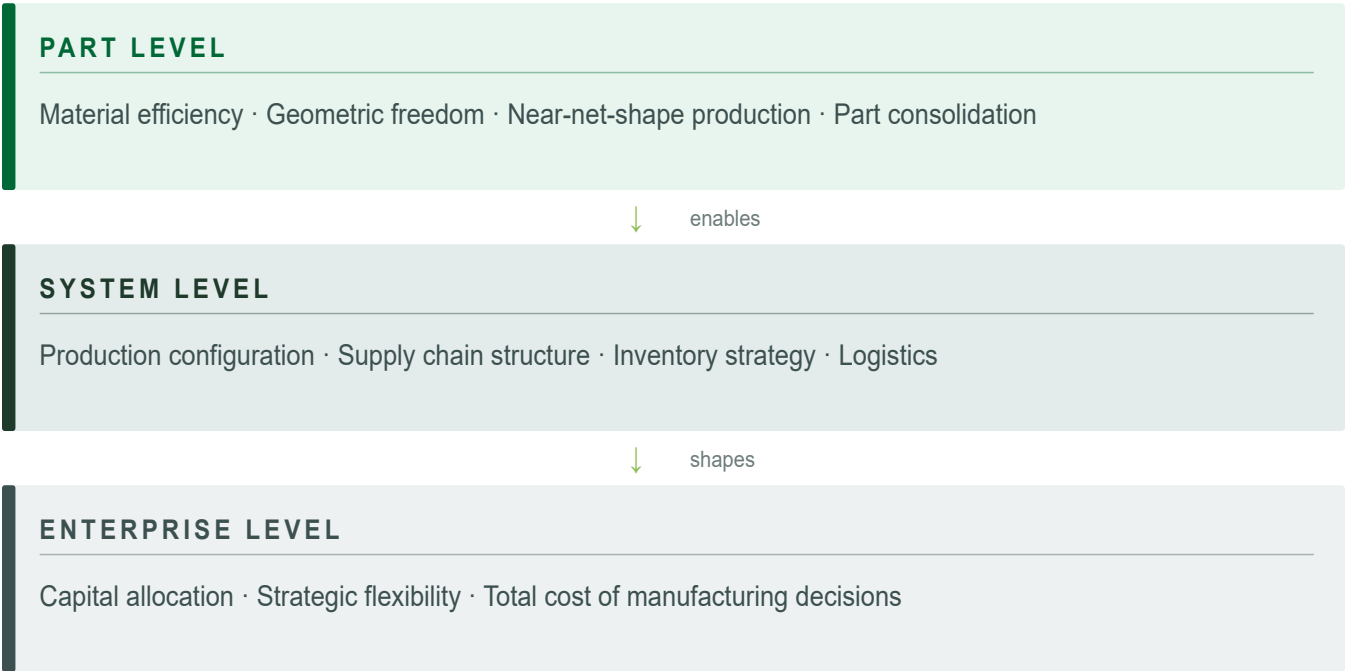 PART LEVEL
Material efficiency · Geometric freedom · Near-net-shape production · Part consolidation
↓ enables
SYSTEM LEVEL
Production configuration · Supply chain structure · Inventory strategy · Logistics
↓ shapes
ENTERPRISE LEVEL
Capital allocation · Strategic flexibility · Total cost of manufacturing decisions